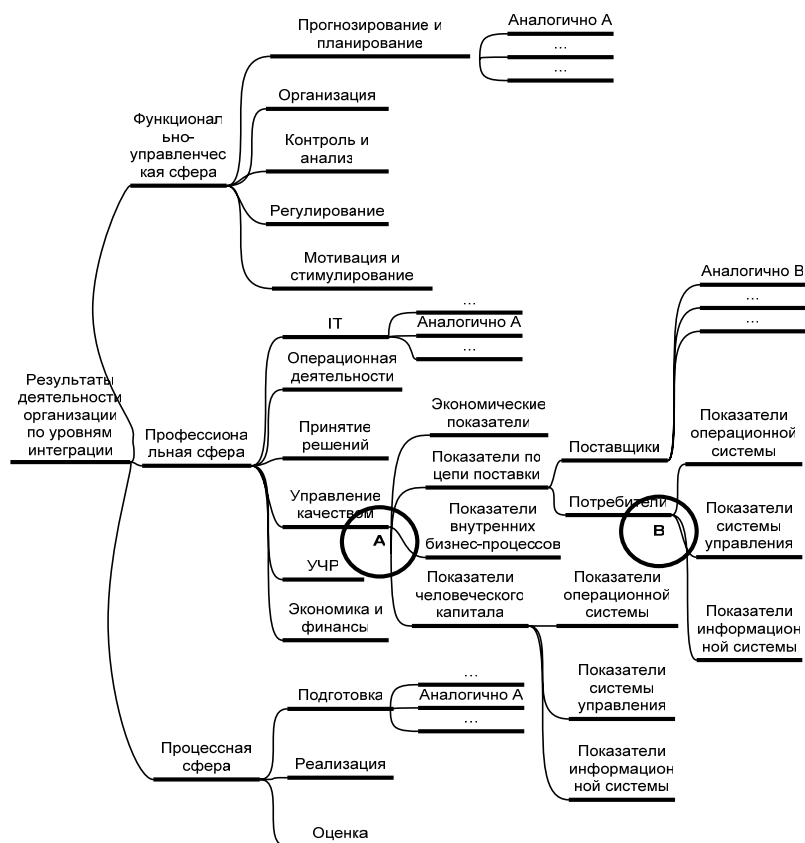 Прогнозирование и
планирование
Аналогично А
...
...
Организация
Функционал
ьно-
управленчес
кая сфера
Контроль и
анализ
Регулирование
Мотивация и
стимулирование
Аналогично В
...
...
...
IT
Аналогично А
...
Операционная
деятельности
Результаты
деятельности
организации
по уровням
интеграции
Профессиона
льная сфера
Принятие
решений
Экономические
показатели
Показатели по
цепи поставки
Поставщики
Показатели
операционной
системы
Управление
качеством
А
Потребители
В
Показатели
внутренних
бизнес-процессов
Показатели
системы
управления
УЧР
Показатели
человеческого
капитала
Показатели
операционной
системы
Экономика и
финансы
Показатели
информацион
ной системы
Показатели
системы
управления
...
Подготовка
Аналогично А
...
Процессная
сфера
Реализация
Показатели
информацион
ной системы
Оценка